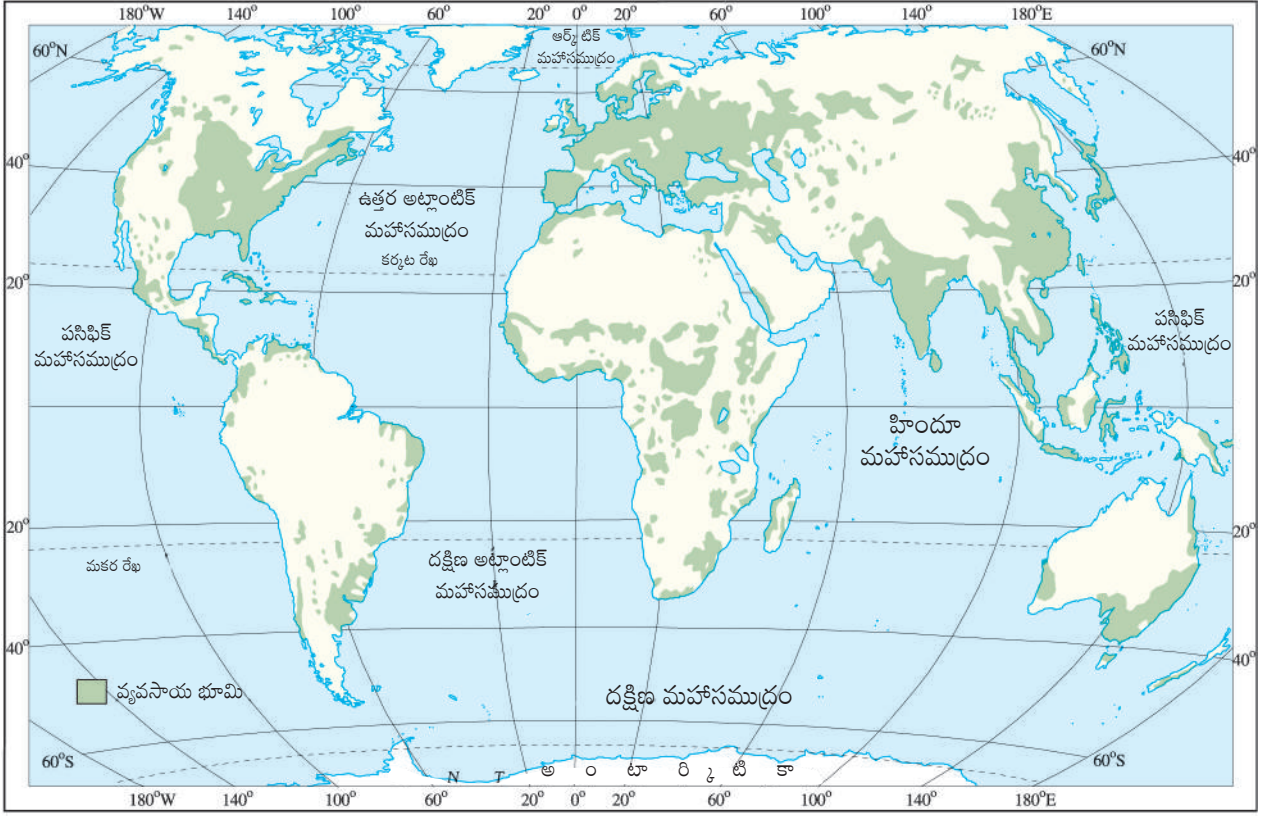 180°W 140° 100° 60° 20° 0° 20° 60° 100° 140° 180°E
60°N
ఆర్కిటిక్
మహాసముద్రం
60°N
40°
40°
ఉత్తర అట్లాంటిక్
మహాసముద్రం
కర్కట రేఖ
20°
20°
పసిఫిక్
మహాసముద్రం
పసిఫిక్
మహాసముద్రం
హిందూ
మహాసముద్రం
20°
20°
మకర రేఖ
దక్షిణ అట్లాంటిక్
మహాసముద్రం
40°
40°
వ్యవసాయ భూమి
దక్షిణ మహాసముద్రం
60°S
60°S
N T
అ ం టా ర్కి టి కా
180°W 140° 100° 60° 20° 0° 20° 60° 100° 140° 180°E